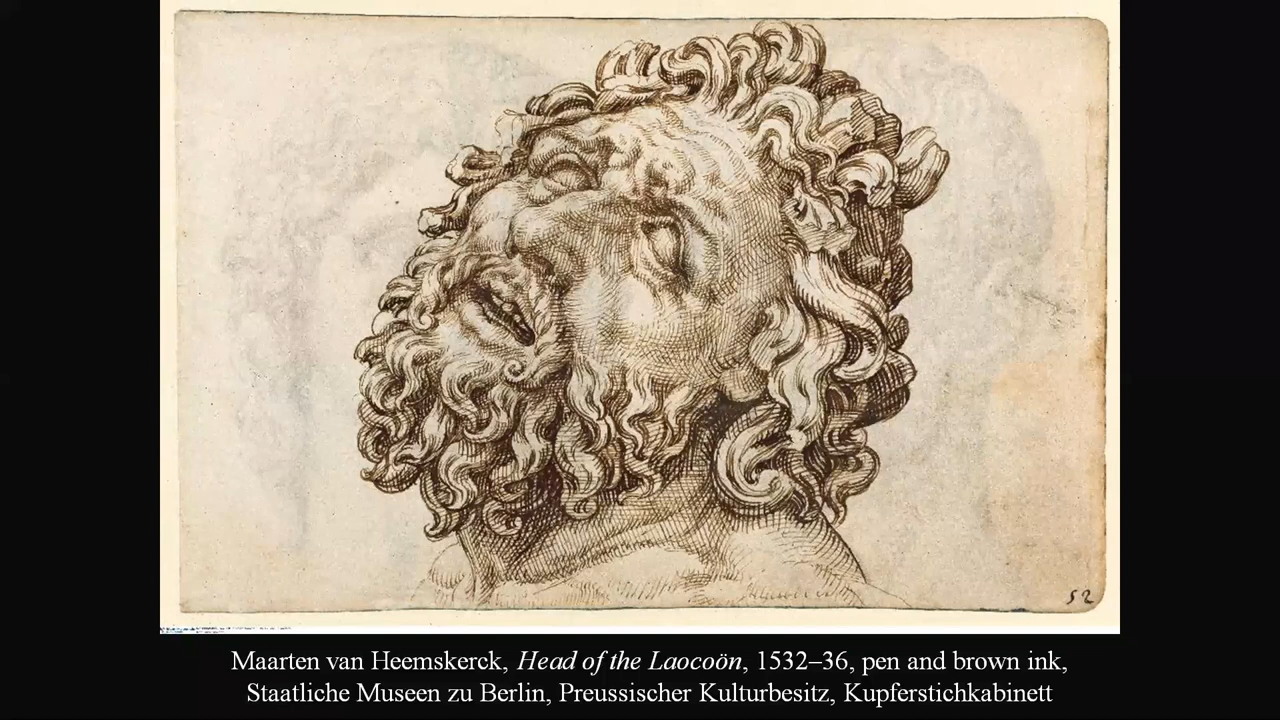 52
Maarten van Heemskerck, Head of the Laocoön, 1532–36, pen and brown ink,
Staatliche Museen zu Berlin, Preussischer Kulturbesitz, Kupferstichkabinett